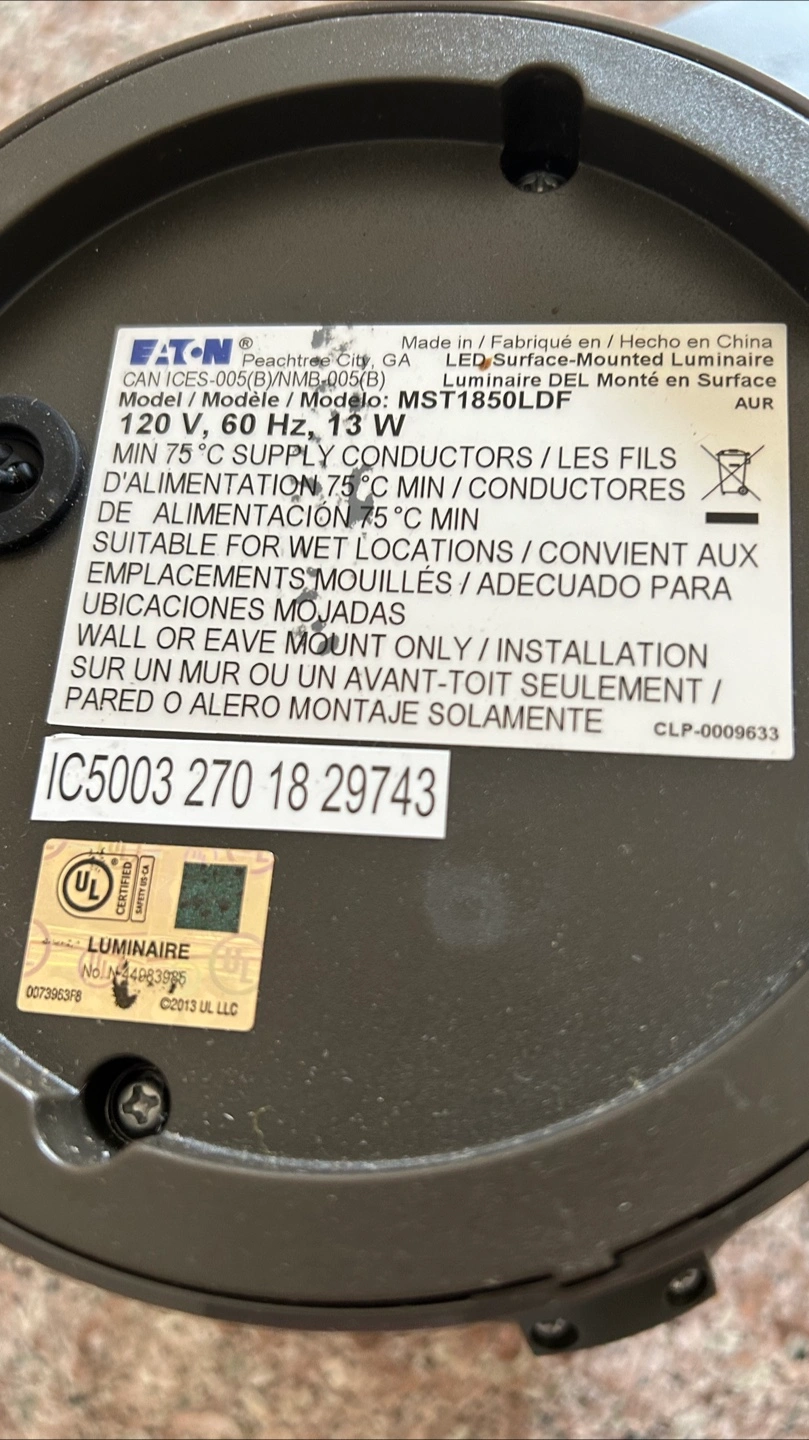 EATON® Made in / Fabriqué en / Hecho en China
Peachtree City, GA LED Surface-Mounted Luminaire
CAN ICES-005(B)/NMB-005(B) Luminaire DEL Monté en Surface
Model / Modèle / Modelo: MST1850LDF AUR
120 V, 60 Hz, 13 W
MIN 75°C SUPPLY CONDUCTORS / LES FILS
D'ALIMENTATION 75°C MIN / CONDUCTORES
DE ALIMENTACIÓN 75°C MIN
SUITABLE FOR WET LOCATIONS / CONVIENT AUX
EMPLACEMENTS MOUILLÉS / ADECUADO PARA
UBICACIONES MOJADAS
WALL OR EAVE MOUNT ONLY / INSTALLATION
SUR UN MUR OU UN AVANT-TOIT SEULEMENT /
PARED O ALERO MONTAJE SOLAMENTE
CLP-0009633
IC5003 270 18 29743
UL ® CERTIFIED
SAFETY US-CA
LUMINAIRE
No.
0073963F8 ©2013 UL LLC